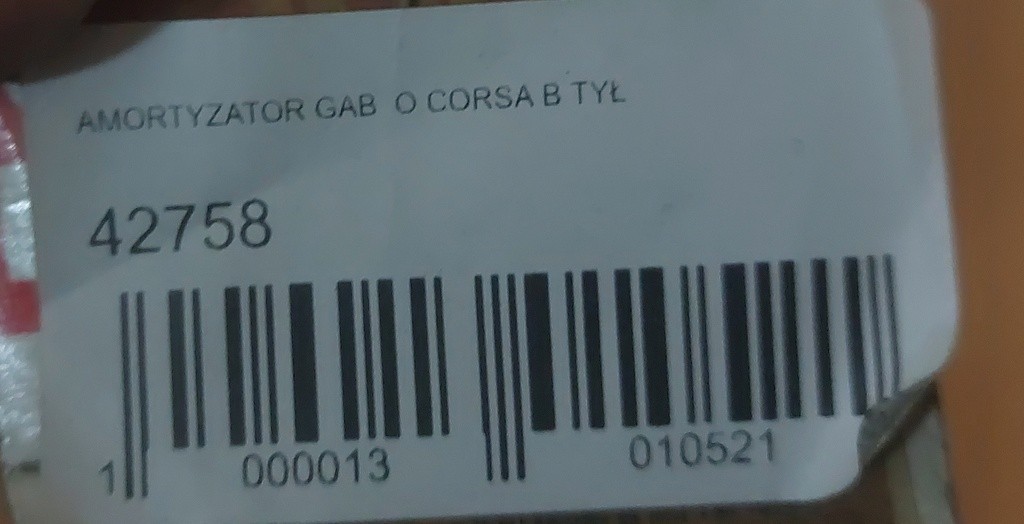 AMORTYZATOR GAB O CORSA B TYŁ
42758
1 000013 010521